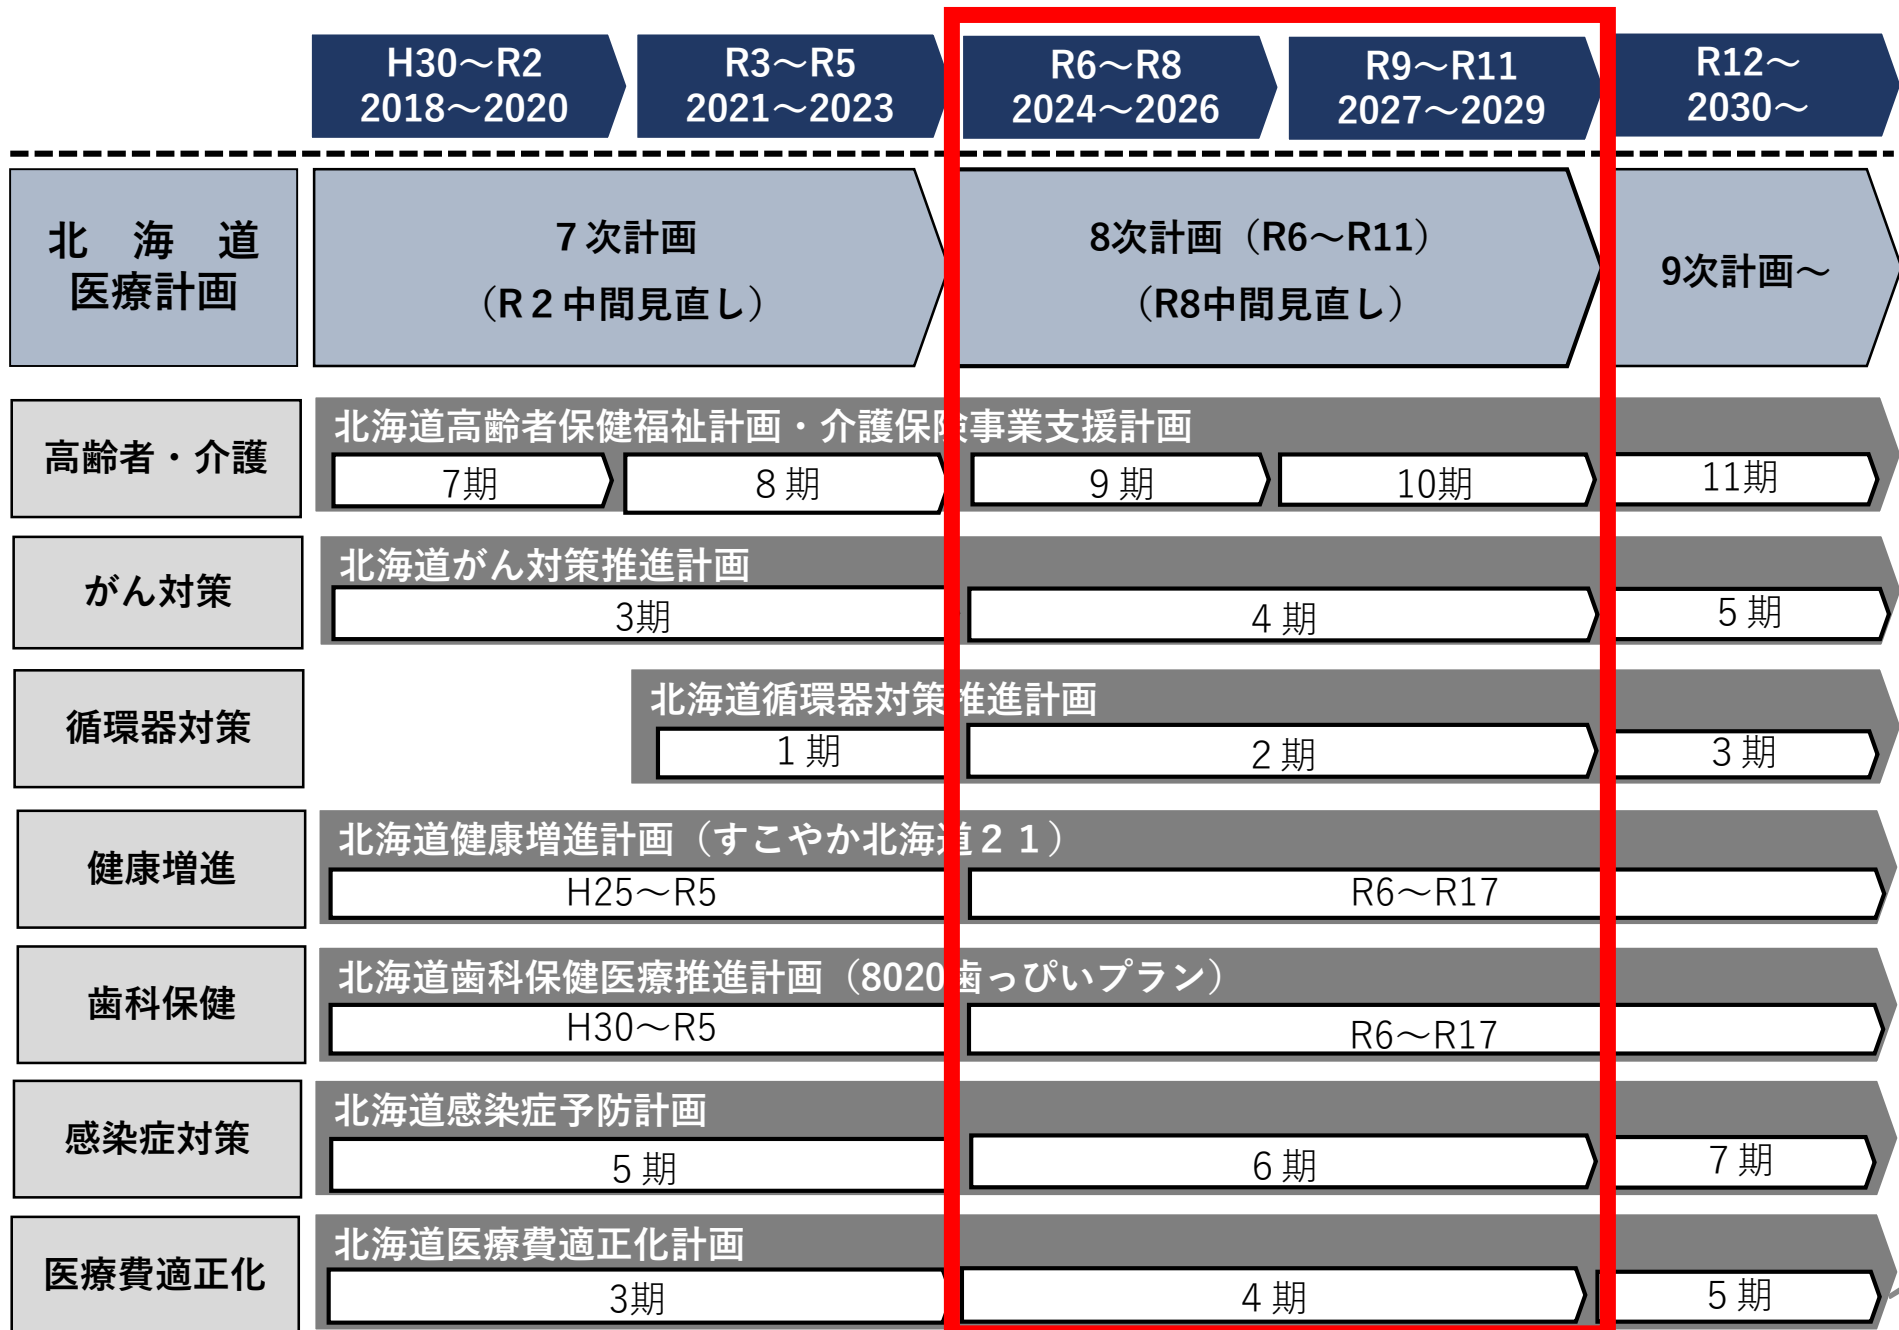 H30～R2
2018～2020
R3～R5
2021～2023
R6～R8
2024～2026
R9～R11
2027～2029
R12～
2030～
北　海　道
医療計画
７次計画
（R２中間見直し）
8次計画（R6～R11）
（R8中間見直し）
9次計画～
高齢者・介護
北海道高齢者保健福祉計画・介護保険事業支援計画
7期
８期
９期
10期
11期
がん対策
北海道がん対策推進計画
3期
４期
５期
循環器対策
北海道循環器対策推進計画
１期
２期
３期
健康増進
北海道健康増進計画（すこやか北海道２１）
H25～R5
R6～R17
歯科保健
北海道歯科保健医療推進計画（8020歯っぴいプラン）
H30～R5
R6～R17
感染症対策
北海道感染症予防計画
５期
６期
７期
医療費適正化
北海道医療費適正化計画
3期
４期
５期